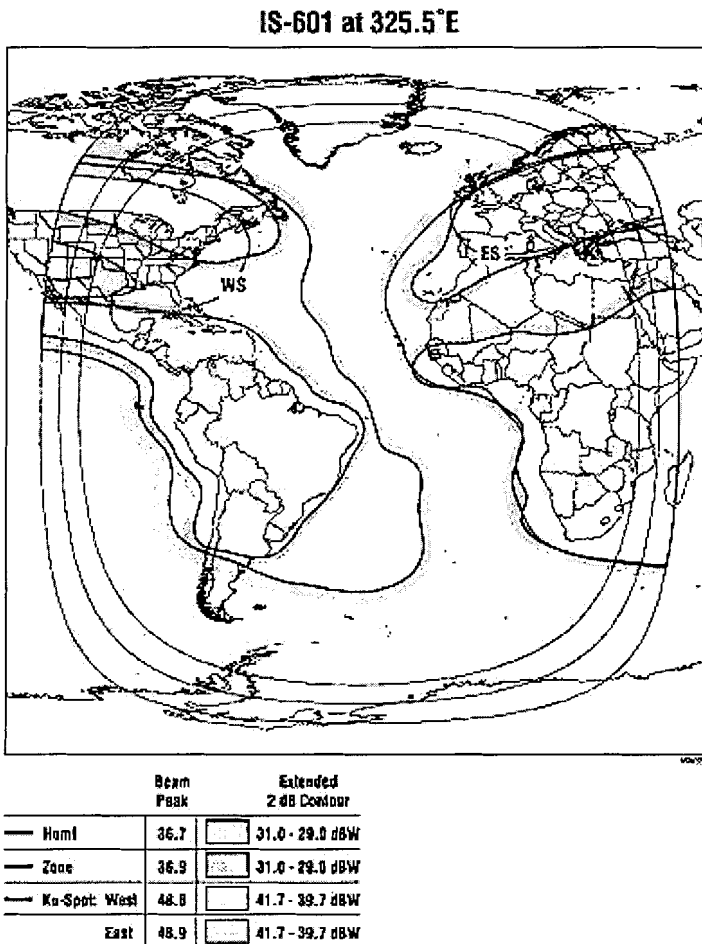 IS-601 at 325.5°E
WS
ES
Beam Peak
Extended 2 dB Contour
Hemi 36.7 31.0 - 29.0 dBW
Zone 36.9 31.0 - 29.0 dBW
Ku-Spot: West 48.8 41.7 - 39.7 dBW
East 48.9 41.7 - 39.7 dBW